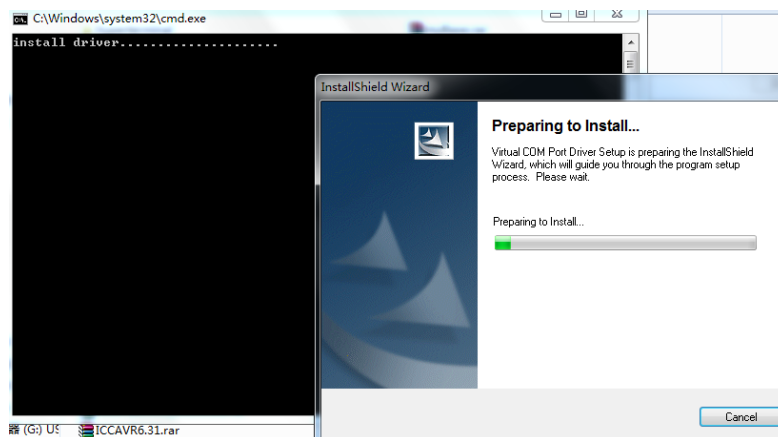 C:\Windows\system32\cmd.exe
install driver.....................
InstallShield Wizard
Preparing to Install...
Virtual COM Port Driver Setup is preparing the InstallShield
Wizard, which will guide you through the program setup
process. Please wait.
Preparing to Install...
Cancel
(G:) US
ICCAVR6.31.rar